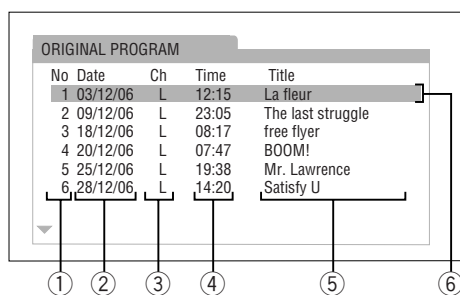 ORIGINAL PROGRAM
No Date Ch Time Title
1 03/12/06 L 12:15 La fleur
2 09/12/06 L 23:05 The last struggle
3 18/12/06 L 08:17 free flyer
4 20/12/06 L 07:47 BOOM!
5 25/12/06 L 19:38 Mr. Lawrence
6 28/12/06 L 14:20 Satisfy U
① ② ③ ④ ⑤ ⑥